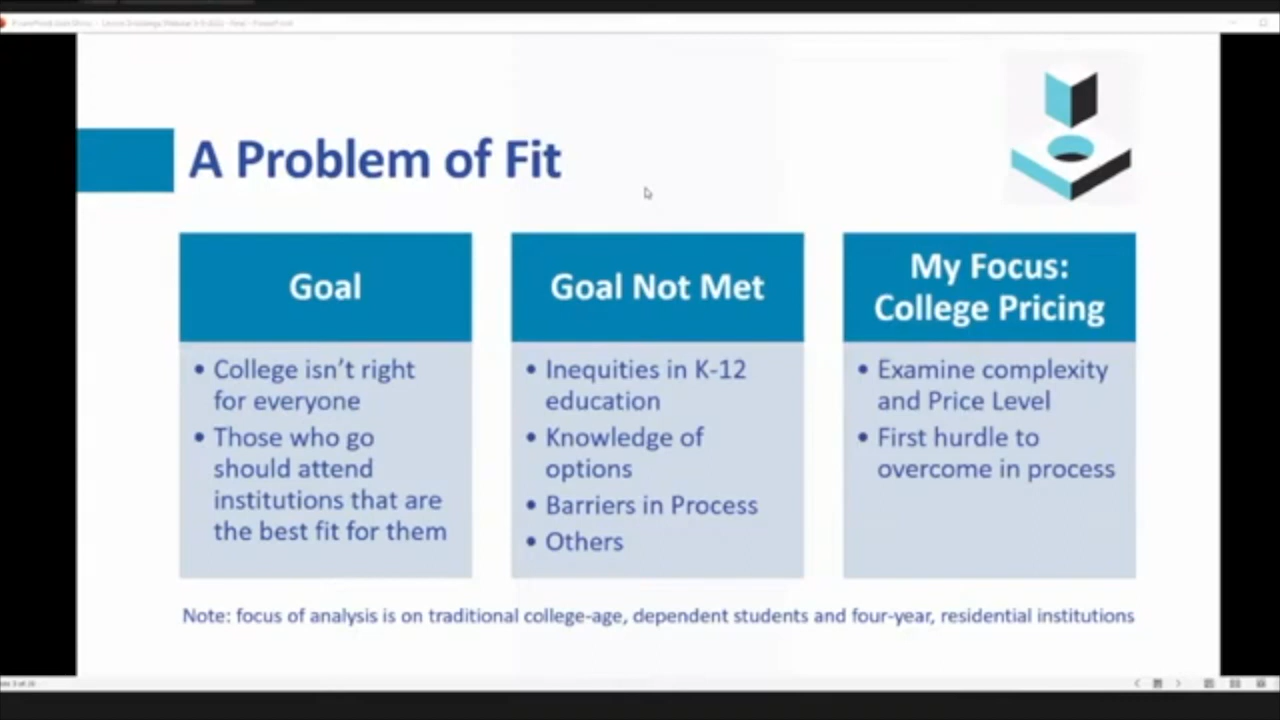 A Problem of Fit
Goal
• College isn't right
for everyone
• Those who go
should attend
institutions that are
the best fit for them
Goal Not Met
• Inequities in K-12
education
• Knowledge of
options
• Barriers in Process
• Others
My Focus:
College Pricing
• Examine complexity
and Price Level
• First hurdle to
overcome in process
Note: focus of analysis is on traditional college-age, dependent students and four-year, residential institutions